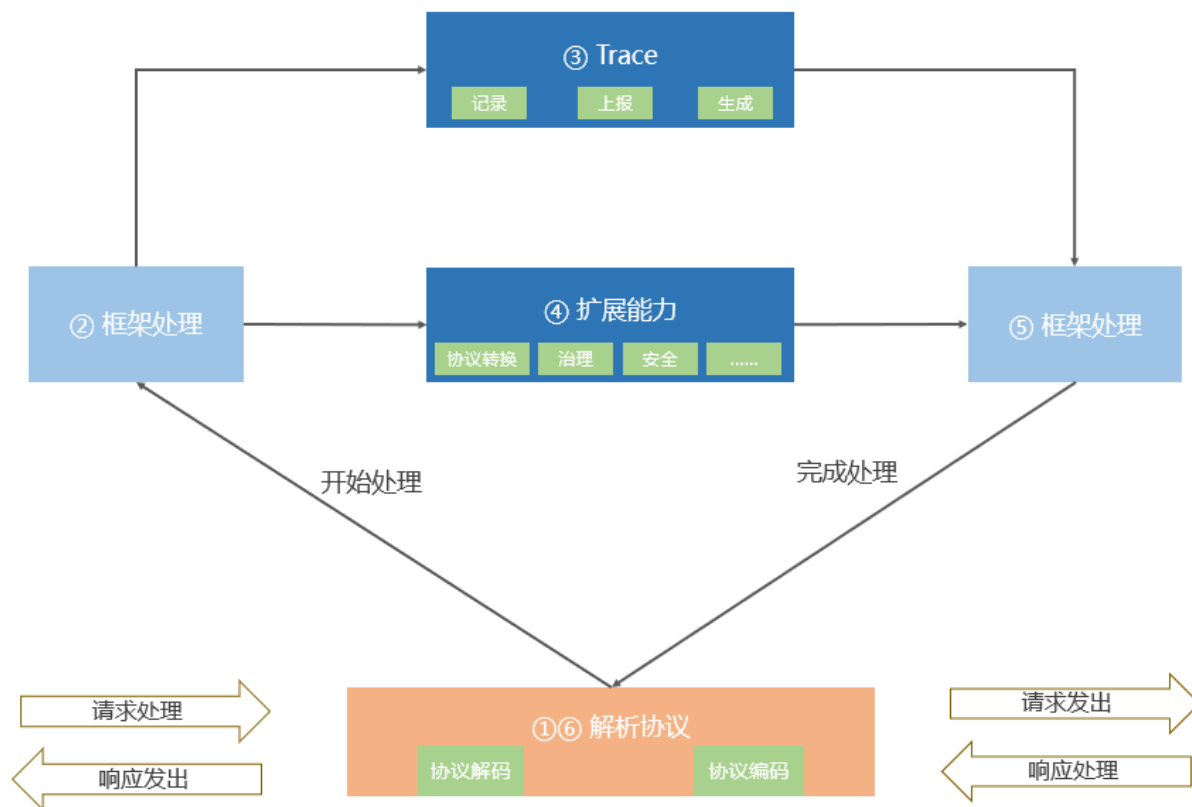 ③ Trace
记录 上报 生成
② 框架处理
④ 扩展能力
协议转换 治理 安全 ......
⑤ 框架处理
开始处理
完成处理
请求处理
响应发出
①⑥ 解析协议
协议解码 协议编码
请求发出
响应处理